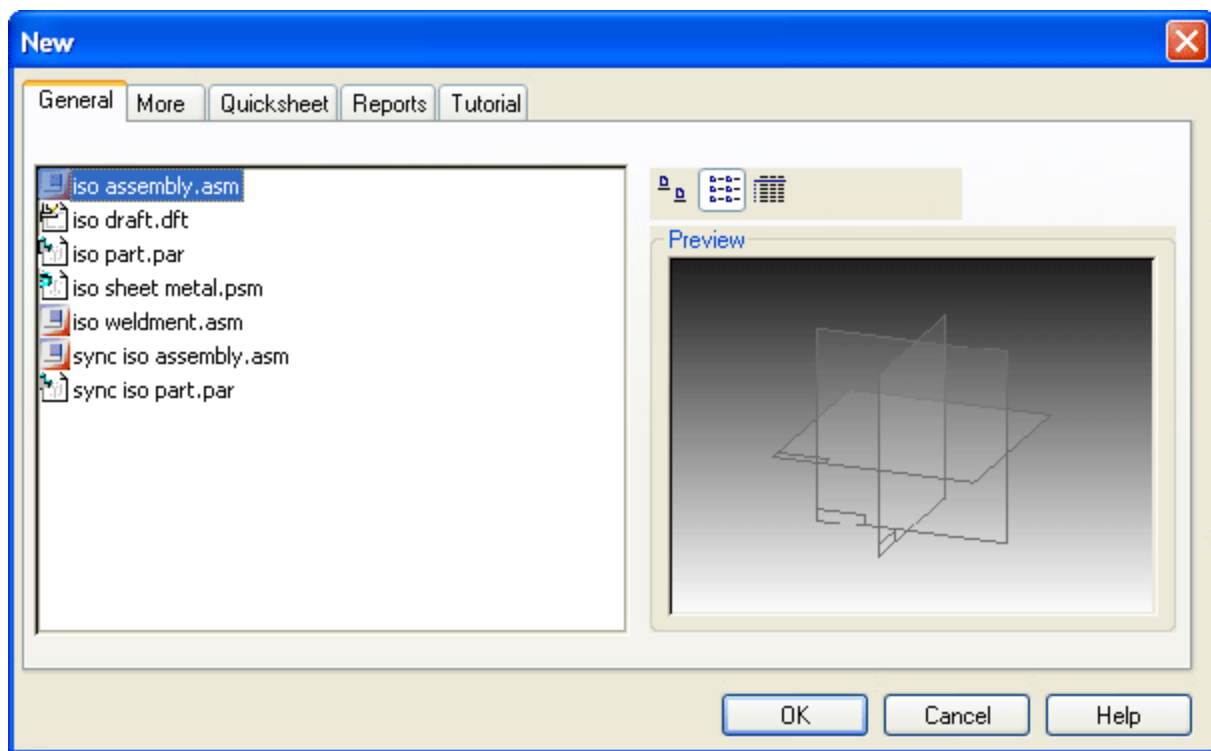 New
General More Quicksheet Reports Tutorial
iso assembly.asm
iso draft.dft
iso part.par
iso sheet metal.psm
iso weldment.asm
sync iso assembly.asm
sync iso part.par
Preview
OK Cancel Help